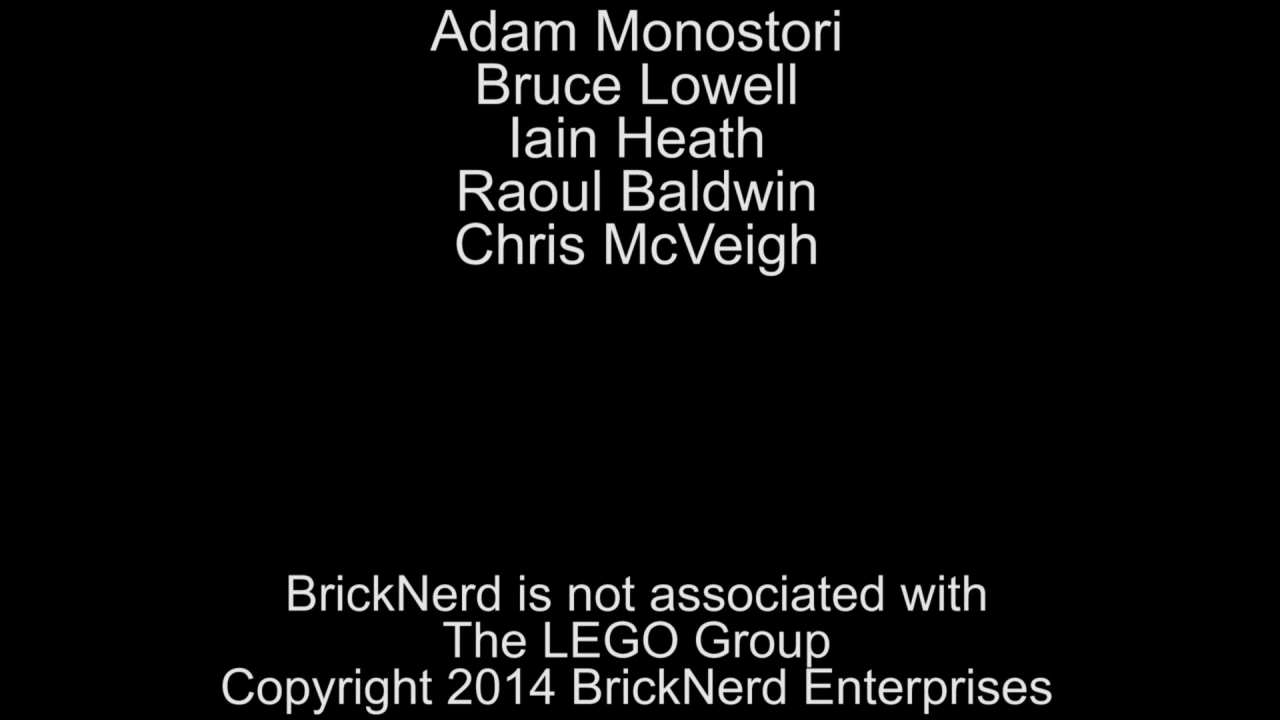 Adam Monostori
Bruce Lowell
Iain Heath
Raoul Baldwin
Chris McVeigh
BrickNerd is not associated with
The LEGO Group
Copyright 2014 BrickNerd Enterprises